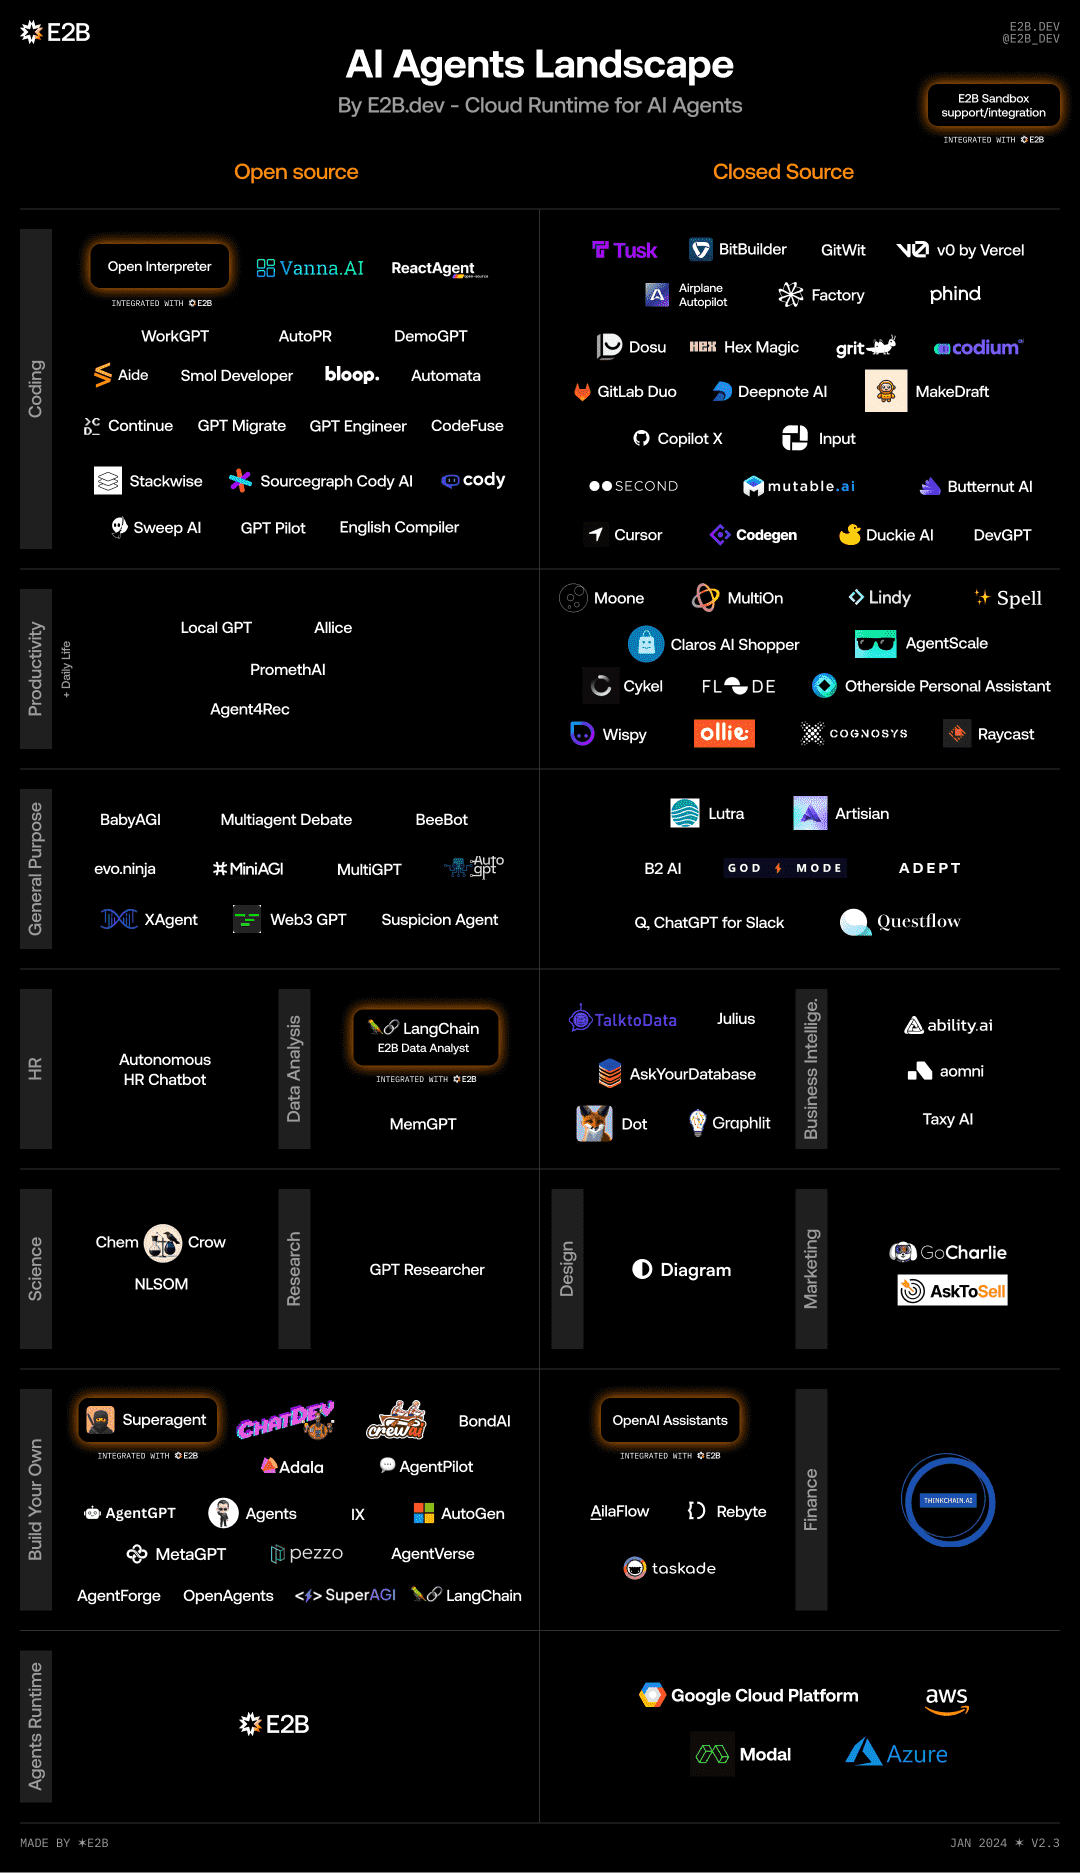 E2B
E2B.DEV
@E2B_DEV
AI Agents Landscape
By E2B.dev - Cloud Runtime for AI Agents
E2B Sandbox
support/integration
INTEGRATED WITH E2B
Open source
Closed Source
Coding
Open Interpreter
INTEGRATED WITH E2B
Vanna.AI
ReactAgent
open-source
WorkGPT
AutoPR
DemoGPT
Aide
Smol Developer
bloop.
Automata
>C
D_
Continue
GPT Migrate
GPT Engineer
CodeFuse
Stackwise
Sourcegraph Cody AI
cody
Sweep AI
GPT Pilot
English Compiler
Tusk
BitBuilder
GitWit
v0 by Vercel
Airplane
Autopilot
Factory
phind
Dosu
HEX
Hex Magic
grit
codiumai
GitLab Duo
Deepnote AI
MakeDraft
Copilot X
Input
SECOND
mutable.ai
Butternut AI
Cursor
Codegen
Duckie AI
DevGPT
Productivity
+ Daily Life
Local GPT
Allice
PromethAI
Agent4Rec
Moone
MultiOn
Lindy
Spell
Claros AI Shopper
AgentScale
Cykel
FLODE
Otherside Personal Assistant
Wispy
ollie:
COGNOSYS
Raycast
General Purpose
BabyAGI
Multiagent Debate
BeeBot
evo.ninja
#MiniAGI
MultiGPT
Auto
gpt
XAgent
Web3 GPT
Suspicion Agent
Lutra
Artisian
B2 AI
GOD MODE
ADEPT
Q, ChatGPT for Slack
Questflow
HR
Autonomous
HR Chatbot
Data Analysis
LangChain
E2B Data Analyst
INTEGRATED WITH E2B
MemGPT
TalktoData
Julius
AskYourDatabase
Dot
Graphlit
Business Intellige.
ability.ai
aomni
Taxy AI
Science
Chem Crow
NLSOM
Research
GPT Researcher
Design
Diagram
Marketing
GoCharlie
AskToSell
Build Your Own
Superagent
INTEGRATED WITH E2B
CHATDEV
crewai
BondAI
Adala
AgentPilot
AgentGPT
Agents
IX
AutoGen
MetaGPT
pezzo
AgentVerse
AgentForge
OpenAgents
SuperAGI
LangChain
OpenAI Assistants
INTEGRATED WITH E2B
AilaFlow
Rebyte
taskade
Finance
THINKCHAIN.AI
Agents Runtime
E2B
Google Cloud Platform
aws
Modal
Azure
MADE BY ✶E2B
JAN 2024 ✶ V2.3